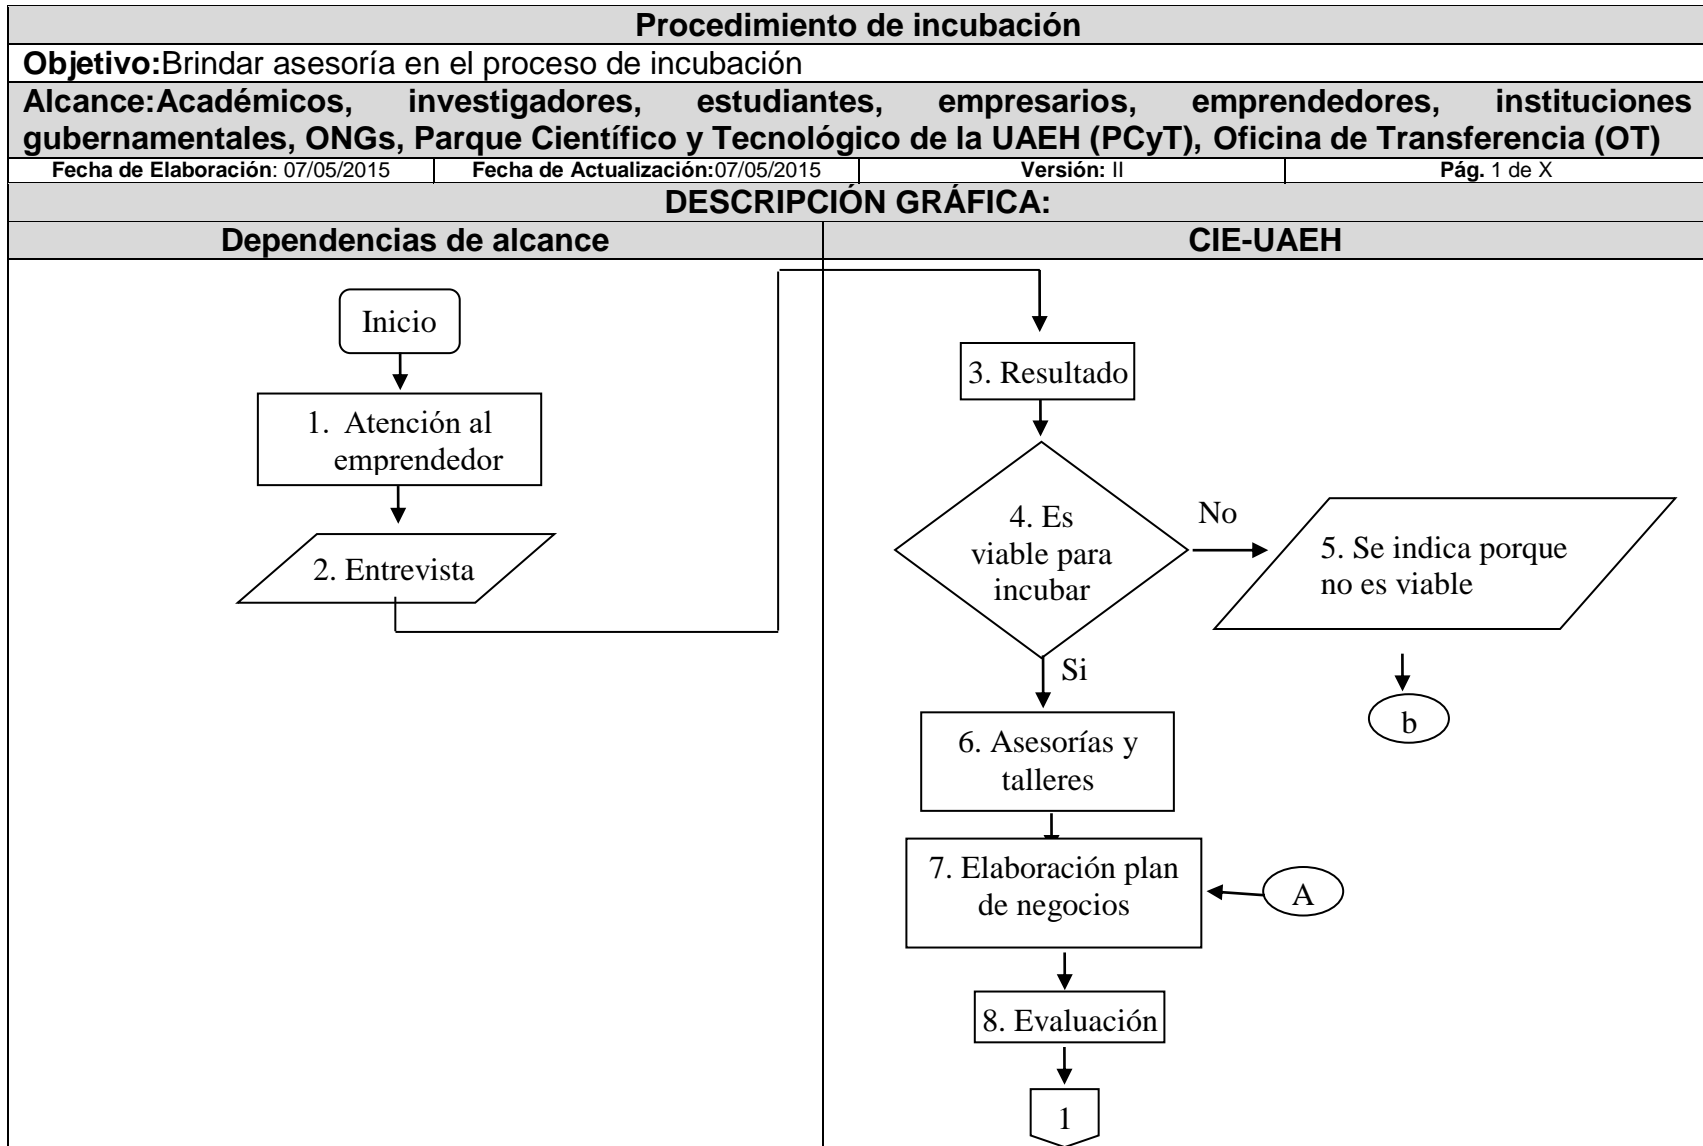 Procedimiento de incubación
Objetivo:Brindar asesoría en el proceso de incubación
Alcance:Académicos, investigadores, estudiantes, empresarios, emprendedores, instituciones
gubernamentales, ONGs, Parque Científico y Tecnológico de la UAEH (PCyT), Oficina de Transferencia (OT)
Fecha de Elaboración: 07/05/2015
Fecha de Actualización:07/05/2015
Versión: II
Pág. 1 de X
DESCRIPCIÓN GRÁFICA:
Dependencias de alcance
CIE-UAEH
Inicio
1. Atención al
emprendedor
2. Entrevista
3. Resultado
4. Es
viable para
incubar
No
5. Se indica porque
no es viable
Si
b
6. Asesorías y
talleres
7. Elaboración plan
de negocios
A
8. Evaluación
1